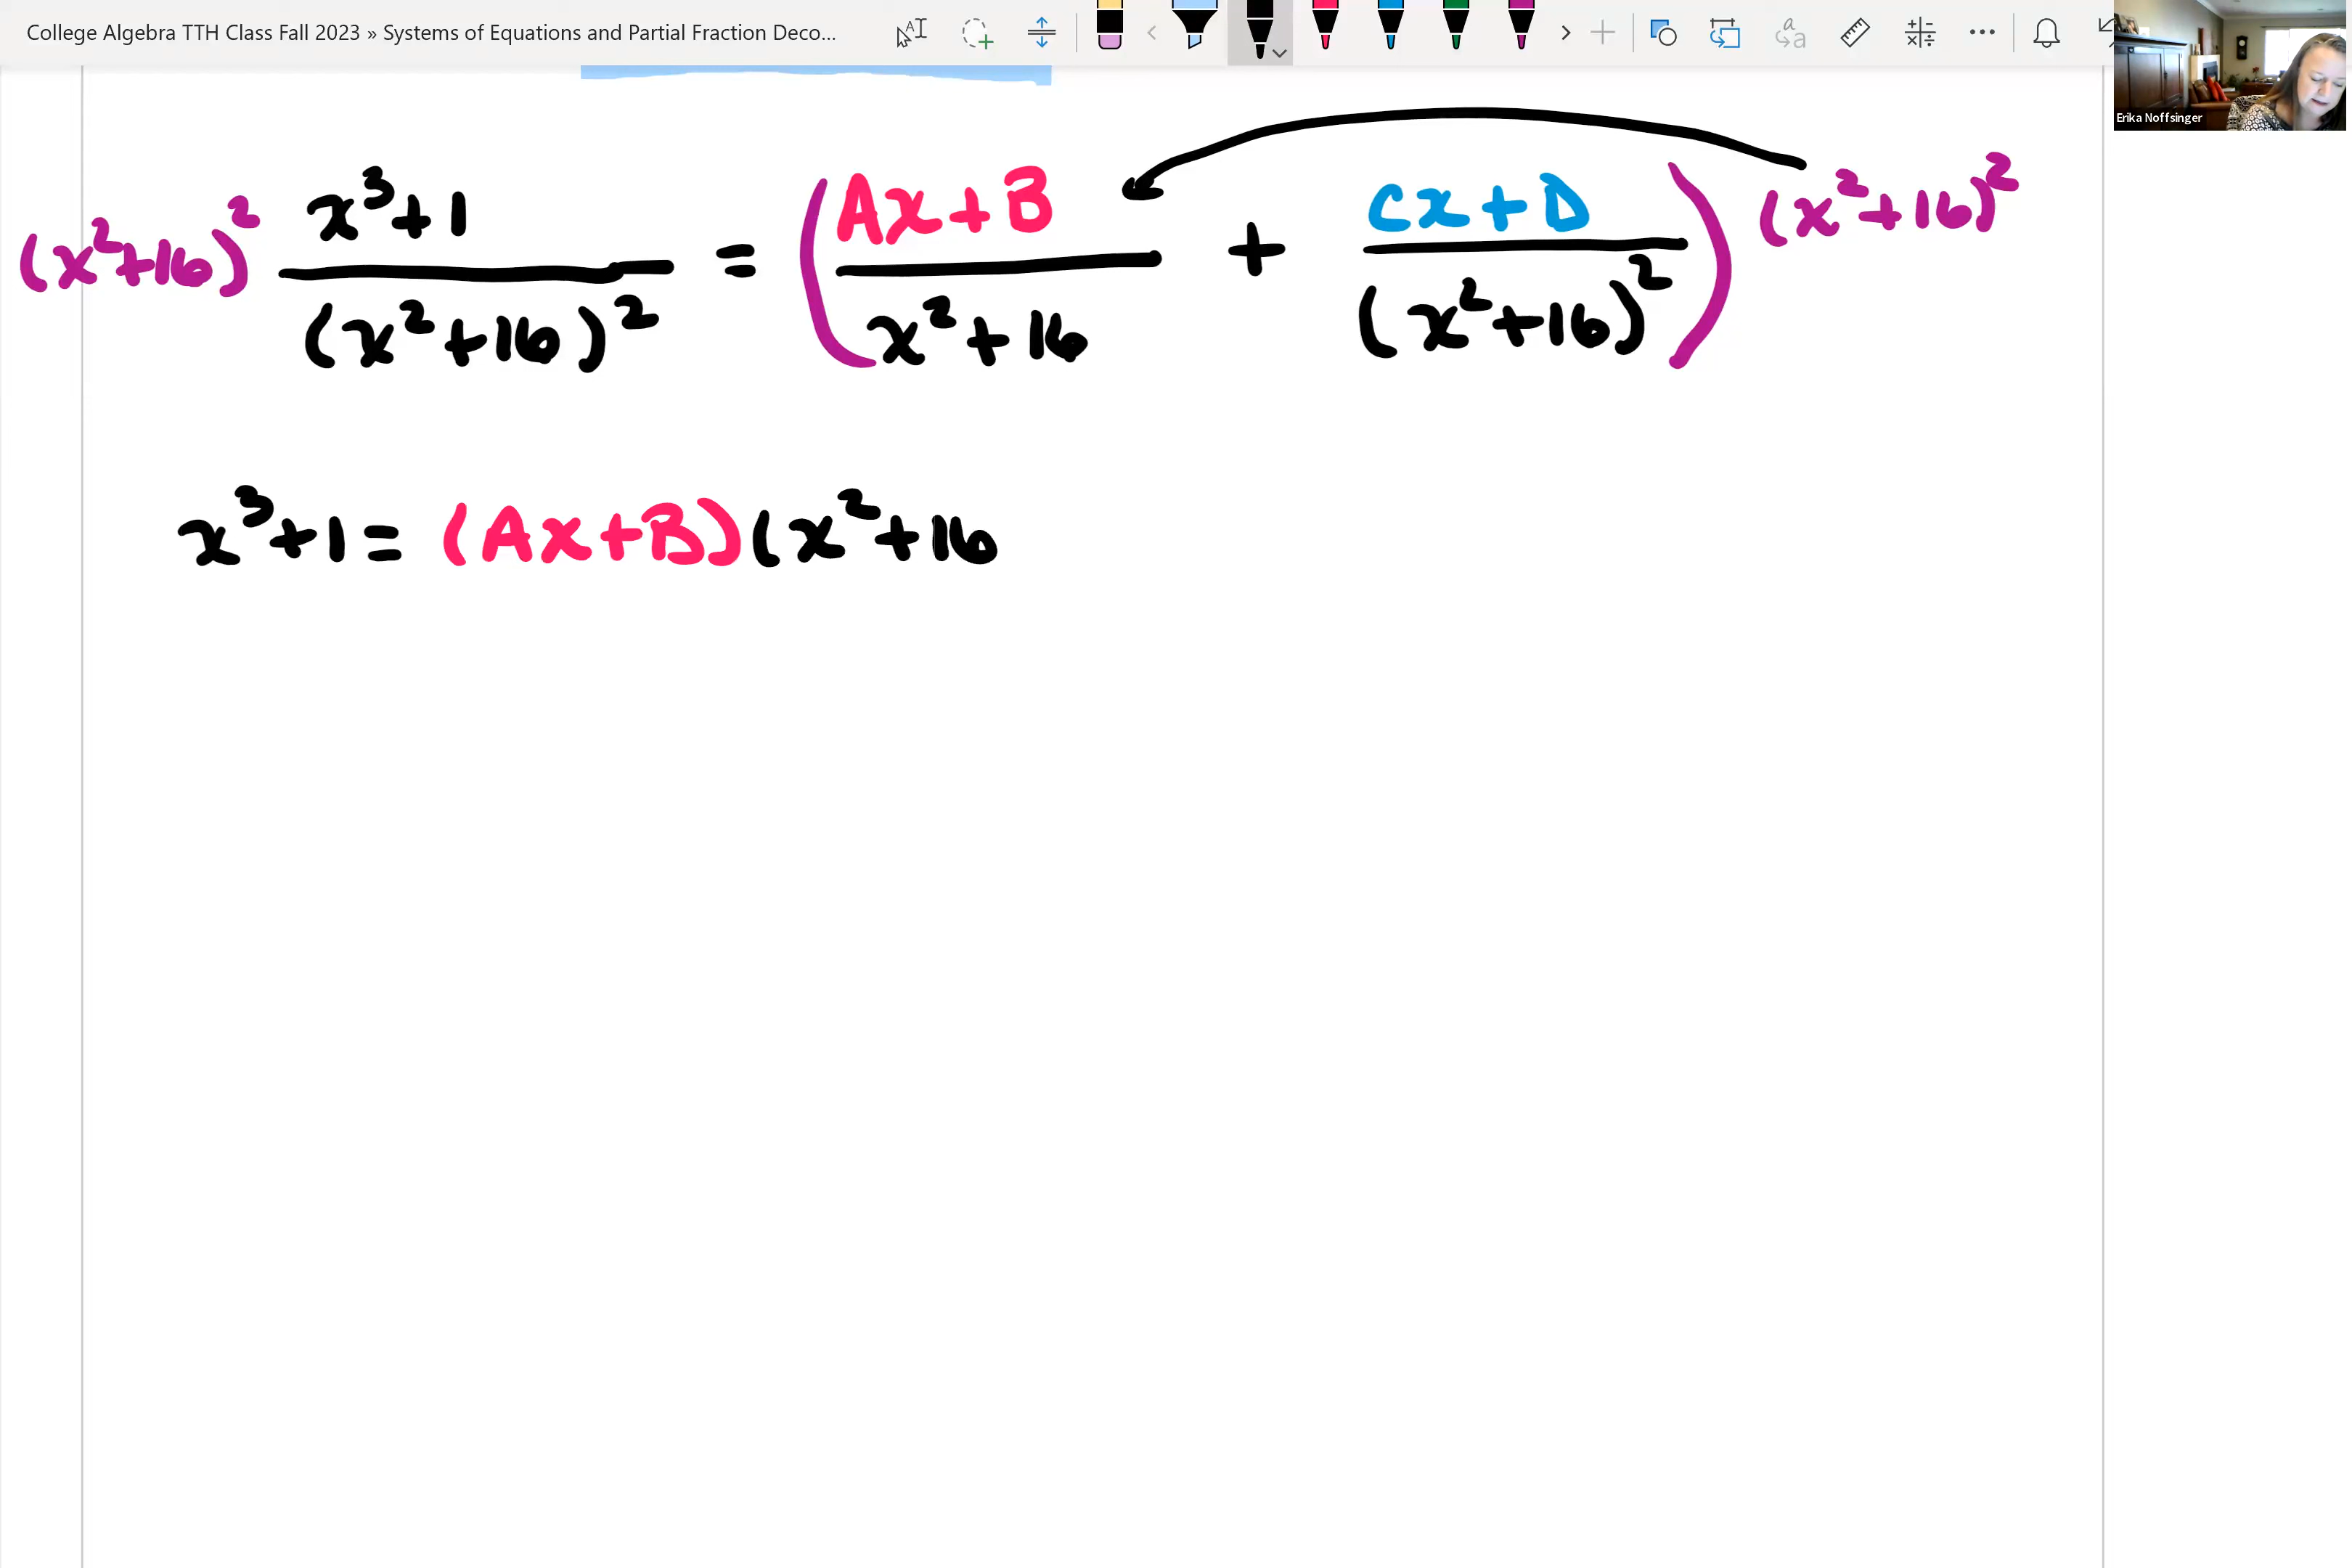 College Algebra TTH Class Fall 2023 » Systems of Equations and Partial Fraction Deco...
Erika Noffsinger
(x²+16)² x³+1 / (x²+16)² = (Ax+B / x²+16 + Cx+D / (x²+16)²) (x²+16)²
x³+1 = (Ax+B)(x²+16